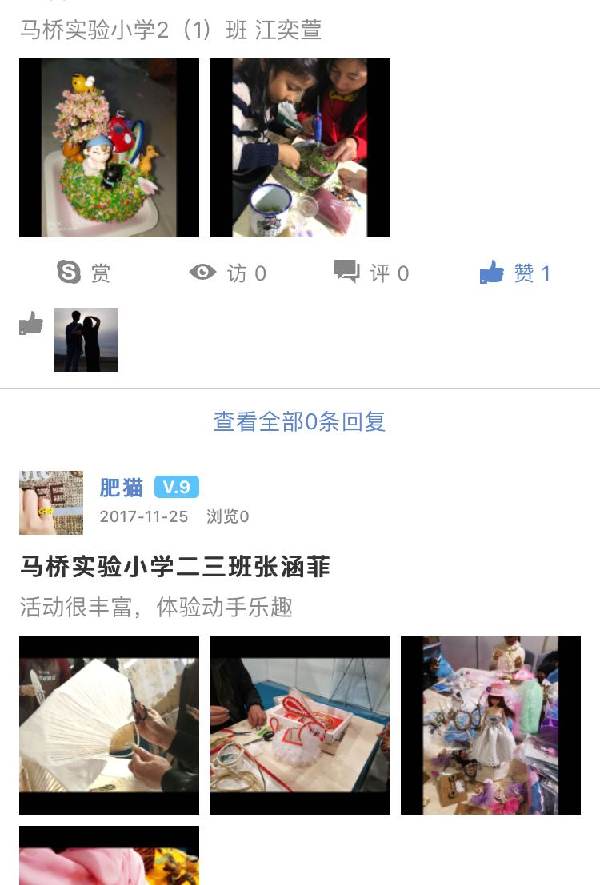 马桥实验小学2（1）班 江奕萱
赏
访 0
评 0
赞 1
查看全部0条回复
肥猫 V.9
2017-11-25 浏览0
马桥实验小学二三班张涵菲
活动很丰富，体验动手乐趣